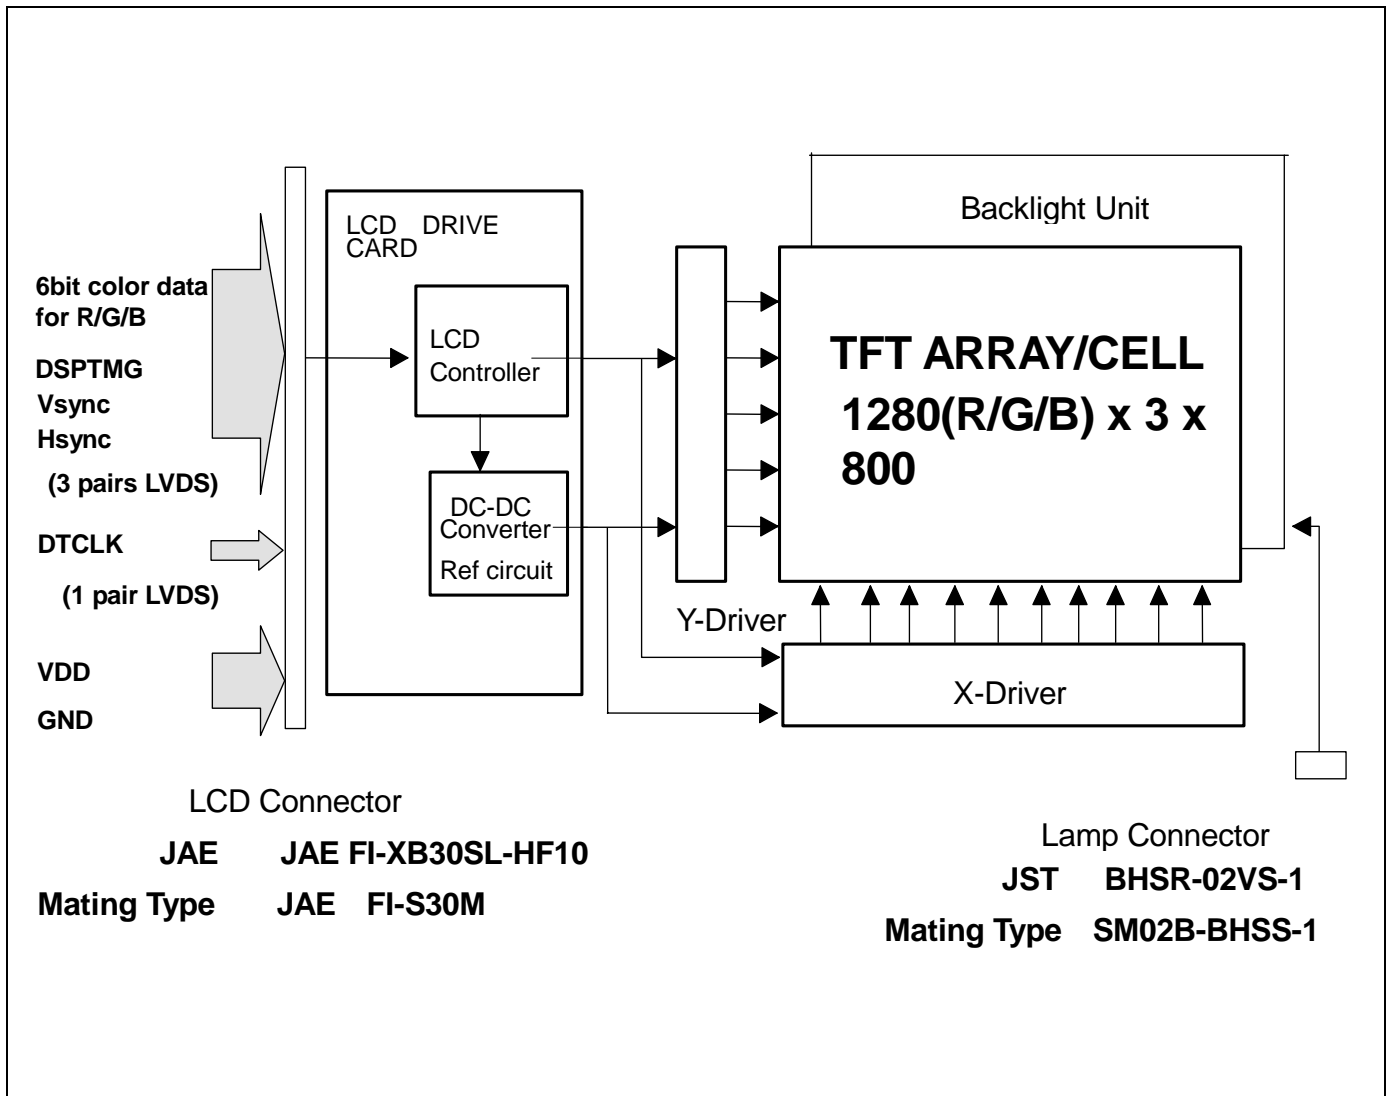 Backlight Unit
LCD DRIVE
CARD
6bit color data
for R/G/B
DSPTMG
Vsync
Hsync
(3 pairs LVDS)
DTCLK
(1 pair LVDS)
VDD
GND
LCD
Controller
DC-DC
Converter
Ref circuit
TFT ARRAY/CELL
1280(R/G/B) x 3 x
800
Y-Driver
X-Driver
LCD Connector
JAE JAE FI-XB30SL-HF10
Mating Type JAE FI-S30M
Lamp Connector
JST BHSR-02VS-1
Mating Type SM02B-BHSS-1